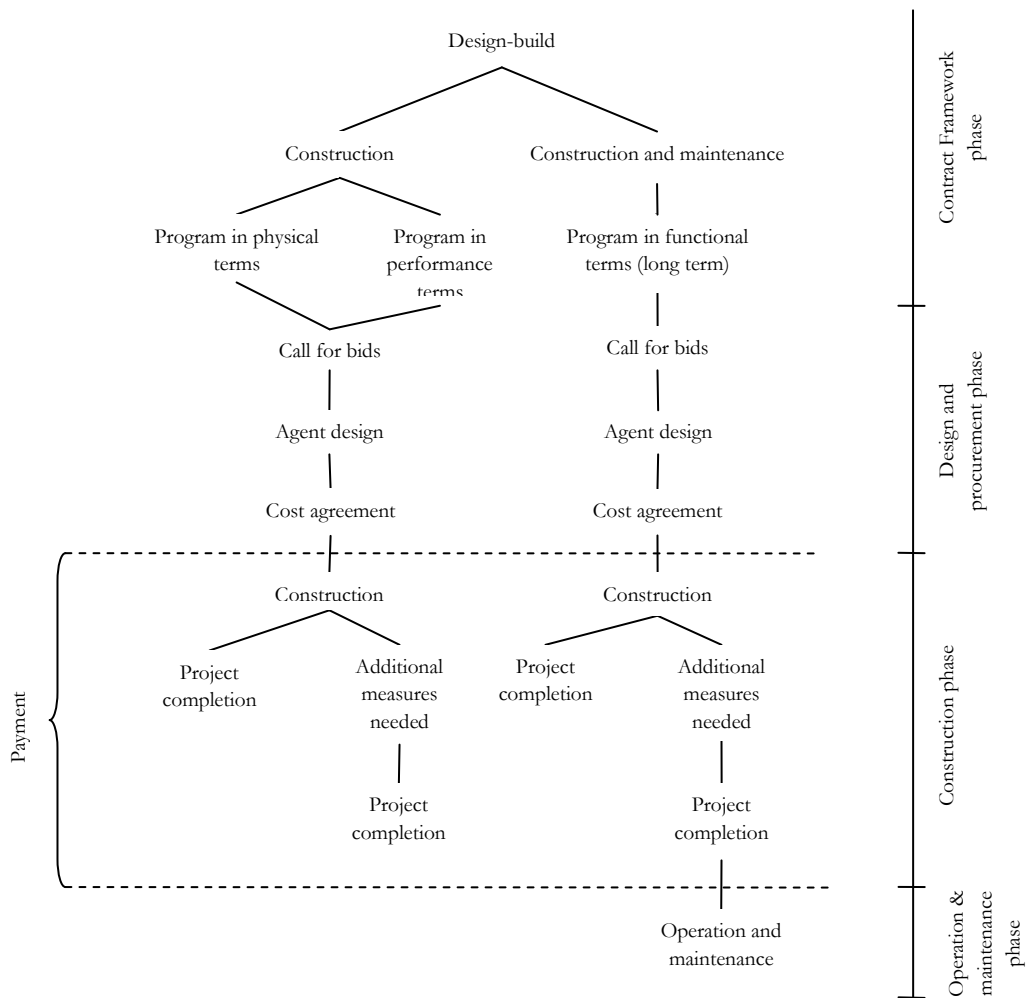 Design-build
Construction
Construction and maintenance
Program in physical
terms
Program in
performance
terms
Program in functional
terms (long term)
Call for bids
Call for bids
Agent design
Agent design
Cost agreement
Cost agreement
Construction
Construction
Project
completion
Additional
measures
needed
Project
completion
Additional
measures
needed
Project
completion
Project
completion
Operation and
maintenance
Payment
Contract Framework
phase
Design and
procurement phase
Construction phase
Operation &
maintenance
phase